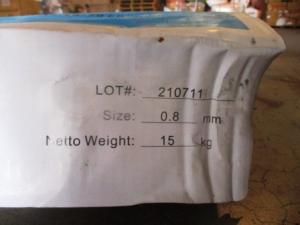 LOT#: 210711
Size: 0.8 mm
Netto Weight: 15 kg